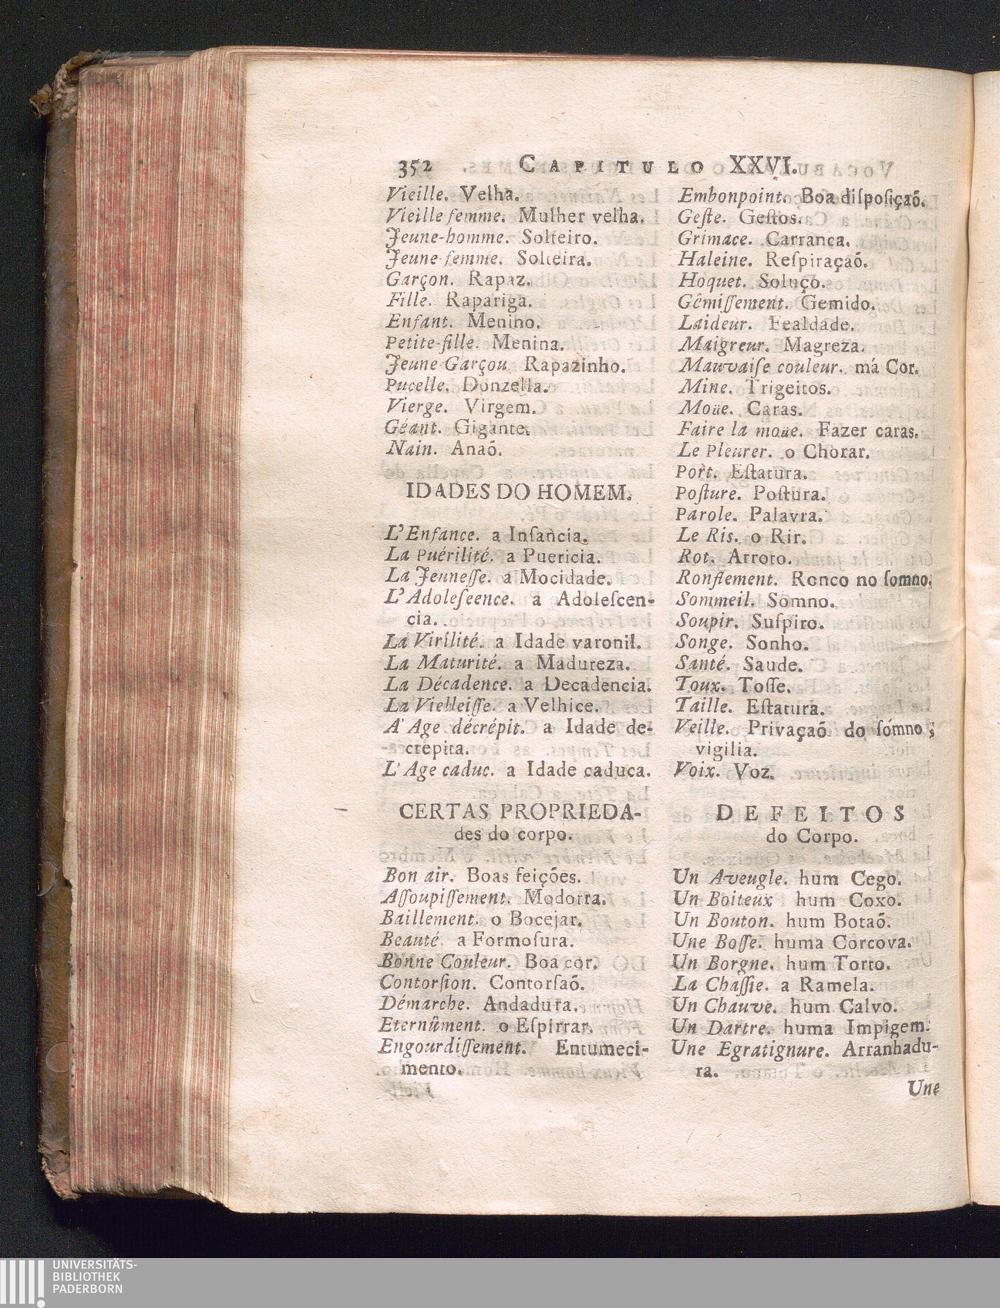 352 CAPITULO XXVI.
Vieille. Velha.
Vieille femme. Mulher velha.
Jeune-homme. Solteiro.
Jeune-femme. Solteira.
Garçon. Rapaz.
Fille. Rapariga.
Enfant. Menino.
Petite-fille. Menina.
Jeune-Garçou. Rapazinho.
Pucelle. Donzella.
Vierge. Virgem.
Géant. Gigante.
Nain. Anaõ.
IDADES DO HOMEM.
L'Enfance. a Infancia.
La Puérilité. a Puericia.
La Jeuneſſe. a Mocidade.
L'Adoleſeence. a Adoleſcen-
cia.
La Virilité. a Idade varonil.
La Maturité. a Madureza.
La Décadence. a Decadencia.
La Vielleiſſe. a Velhice.
A' Age décrépit. a Idade de-
crepita.
L'Age caduc. a Idade caduca.
CERTAS PROPRIEDA-
des do corpo.
Bon air. Boas feições.
Aſſoupiſſement. Modorra.
Baillement. o Bocejar.
Beauté. a Formoſura.
Bonne Couleur. Boa cor.
Contorſion. Contorſaõ.
Démarche. Andadura.
Eternûment. o Eſpirrar.
Engourdiſſement. Entumeci-
mento.
Embonpoint. Boa diſpoſiçaõ.
Geſte. Geſtos.
Grimace. Carranca.
Haleine. Reſpiraçaõ.
Hoquet. Soluço.
Gêmiſſement. Gemido.
Laideur. Fealdade.
Maigreur. Magreza.
Mauvaiſe couleur. má Cor.
Mine. Trigeitos.
Moüe. Caras.
Faire la moüe. Fazer caras.
Le Pleurer. o Chorar.
Port. Eſtatura.
Poſture. Poſtura.
Parole. Palavra.
Le Ris. o Rir.
Rot. Arroto.
Ronflement. Ronco no ſomno.
Sommeil. Somno.
Soupir. Suſpiro.
Songe. Sonho.
Santé. Saude.
Toux. Toſſe.
Taille. Eſtatura.
Veille. Privaçaõ do ſomno;
vigilia.
Voix. Voz.
DEFEITOS
do Corpo.
Un Aveugle. hum Cego.
Un Boiteux hum Coxo.
Un Bouton. hum Botaõ.
Une Boſſe. huma Corcova.
Un Borgne. hum Torto.
La Chaſſie. a Ramela.
Un Chauve. hum Calvo.
Un Dartre. huma Impigem.
Une Egratignure. Arranhadu-
ra.
Une
UNIVERSITÄTS-
BIBLIOTHEK
PADERBORN